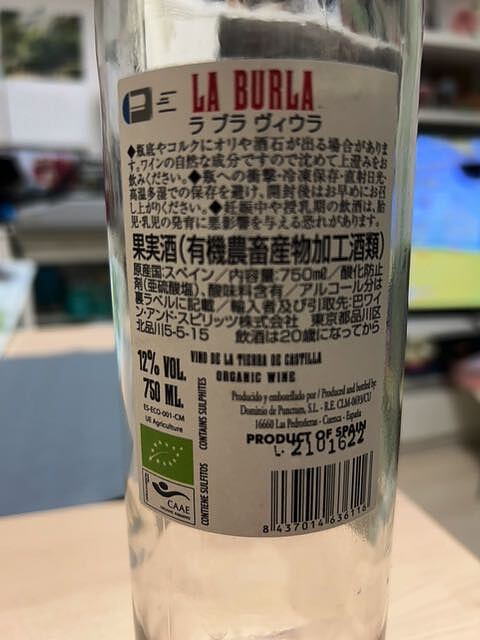 LA BURLA
ラ ブラ ヴィウラ
◆瓶底やコルクにオリや酒石が出る場合がありま
す。ワインの自然な成分ですので沈めて上澄みをお
飲みください。◆瓶への衝撃・冷凍保存・直射日光・
高温多湿での保存を避け、開封後はお早めにお召
し上がりください。◆妊娠中や授乳期の飲酒は、胎
児・乳児の発育に悪影響を与える恐れがあります。
果実酒(有機農畜産物加工酒類)
原産国:スペイン/内容量:750ml/酸化防止
剤(亜硫酸塩)、酸味料含有/アルコール分は
裏ラベルに記載/輸入者及び引取先:巴ワイ
ン・アンド・スピリッツ株式会社 東京都品川区
北品川5-5-15 飲酒は20歳になってから
12% VOL.
750 ML.
ES-ECO-001-CM
UE Agriculture
CAAE
CONTIENE SULFITOS
CONTAINS SULPHITES
VINO DE LA TIERRA DE CASTILLA
ORGANIC WINE
Producido y embotellado por / Produced and bottled by:
Dominio de Punctum, S.L. - R.E. CLM-0693/CU
16660 Las Pedroñeras - Cuenca - España
PRODUCT OF SPAIN
L. 2101622
8 437014 636116